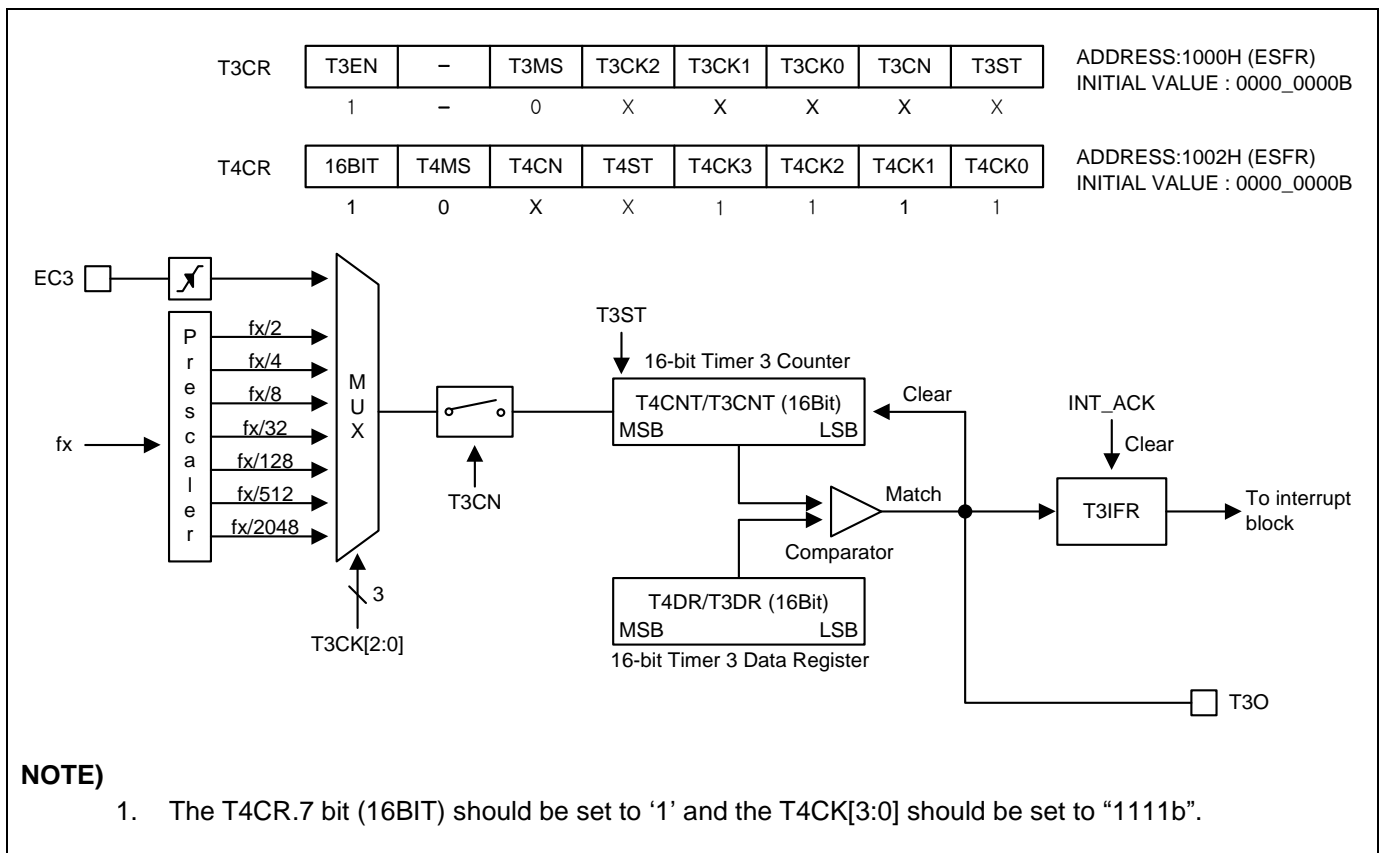 T3CR T3EN – T3MS T3CK2 T3CK1 T3CK0 T3CN T3ST ADDRESS:1000H (ESFR)
INITIAL VALUE : 0000_0000B
1 – 0 X X X X X
T4CR 16BIT T4MS T4CN T4ST T4CK3 T4CK2 T4CK1 T4CK0 ADDRESS:1002H (ESFR)
INITIAL VALUE : 0000_0000B
1 0 X X 1 1 1 1
EC3
fx
Prescaler
fx/2
fx/4
fx/8
fx/32
fx/128
fx/512
fx/2048
MUX
3
T3CK[2:0]
T3CN
T3ST
16-bit Timer 3 Counter
T4CNT/T3CNT (16Bit)
MSB LSB
Clear
Match
Comparator
T4DR/T3DR (16Bit)
MSB LSB
16-bit Timer 3 Data Register
INT_ACK
Clear
T3IFR
To interrupt
block
T3O
NOTE)
1. The T4CR.7 bit (16BIT) should be set to ‘1’ and the T4CK[3:0] should be set to “1111b”.